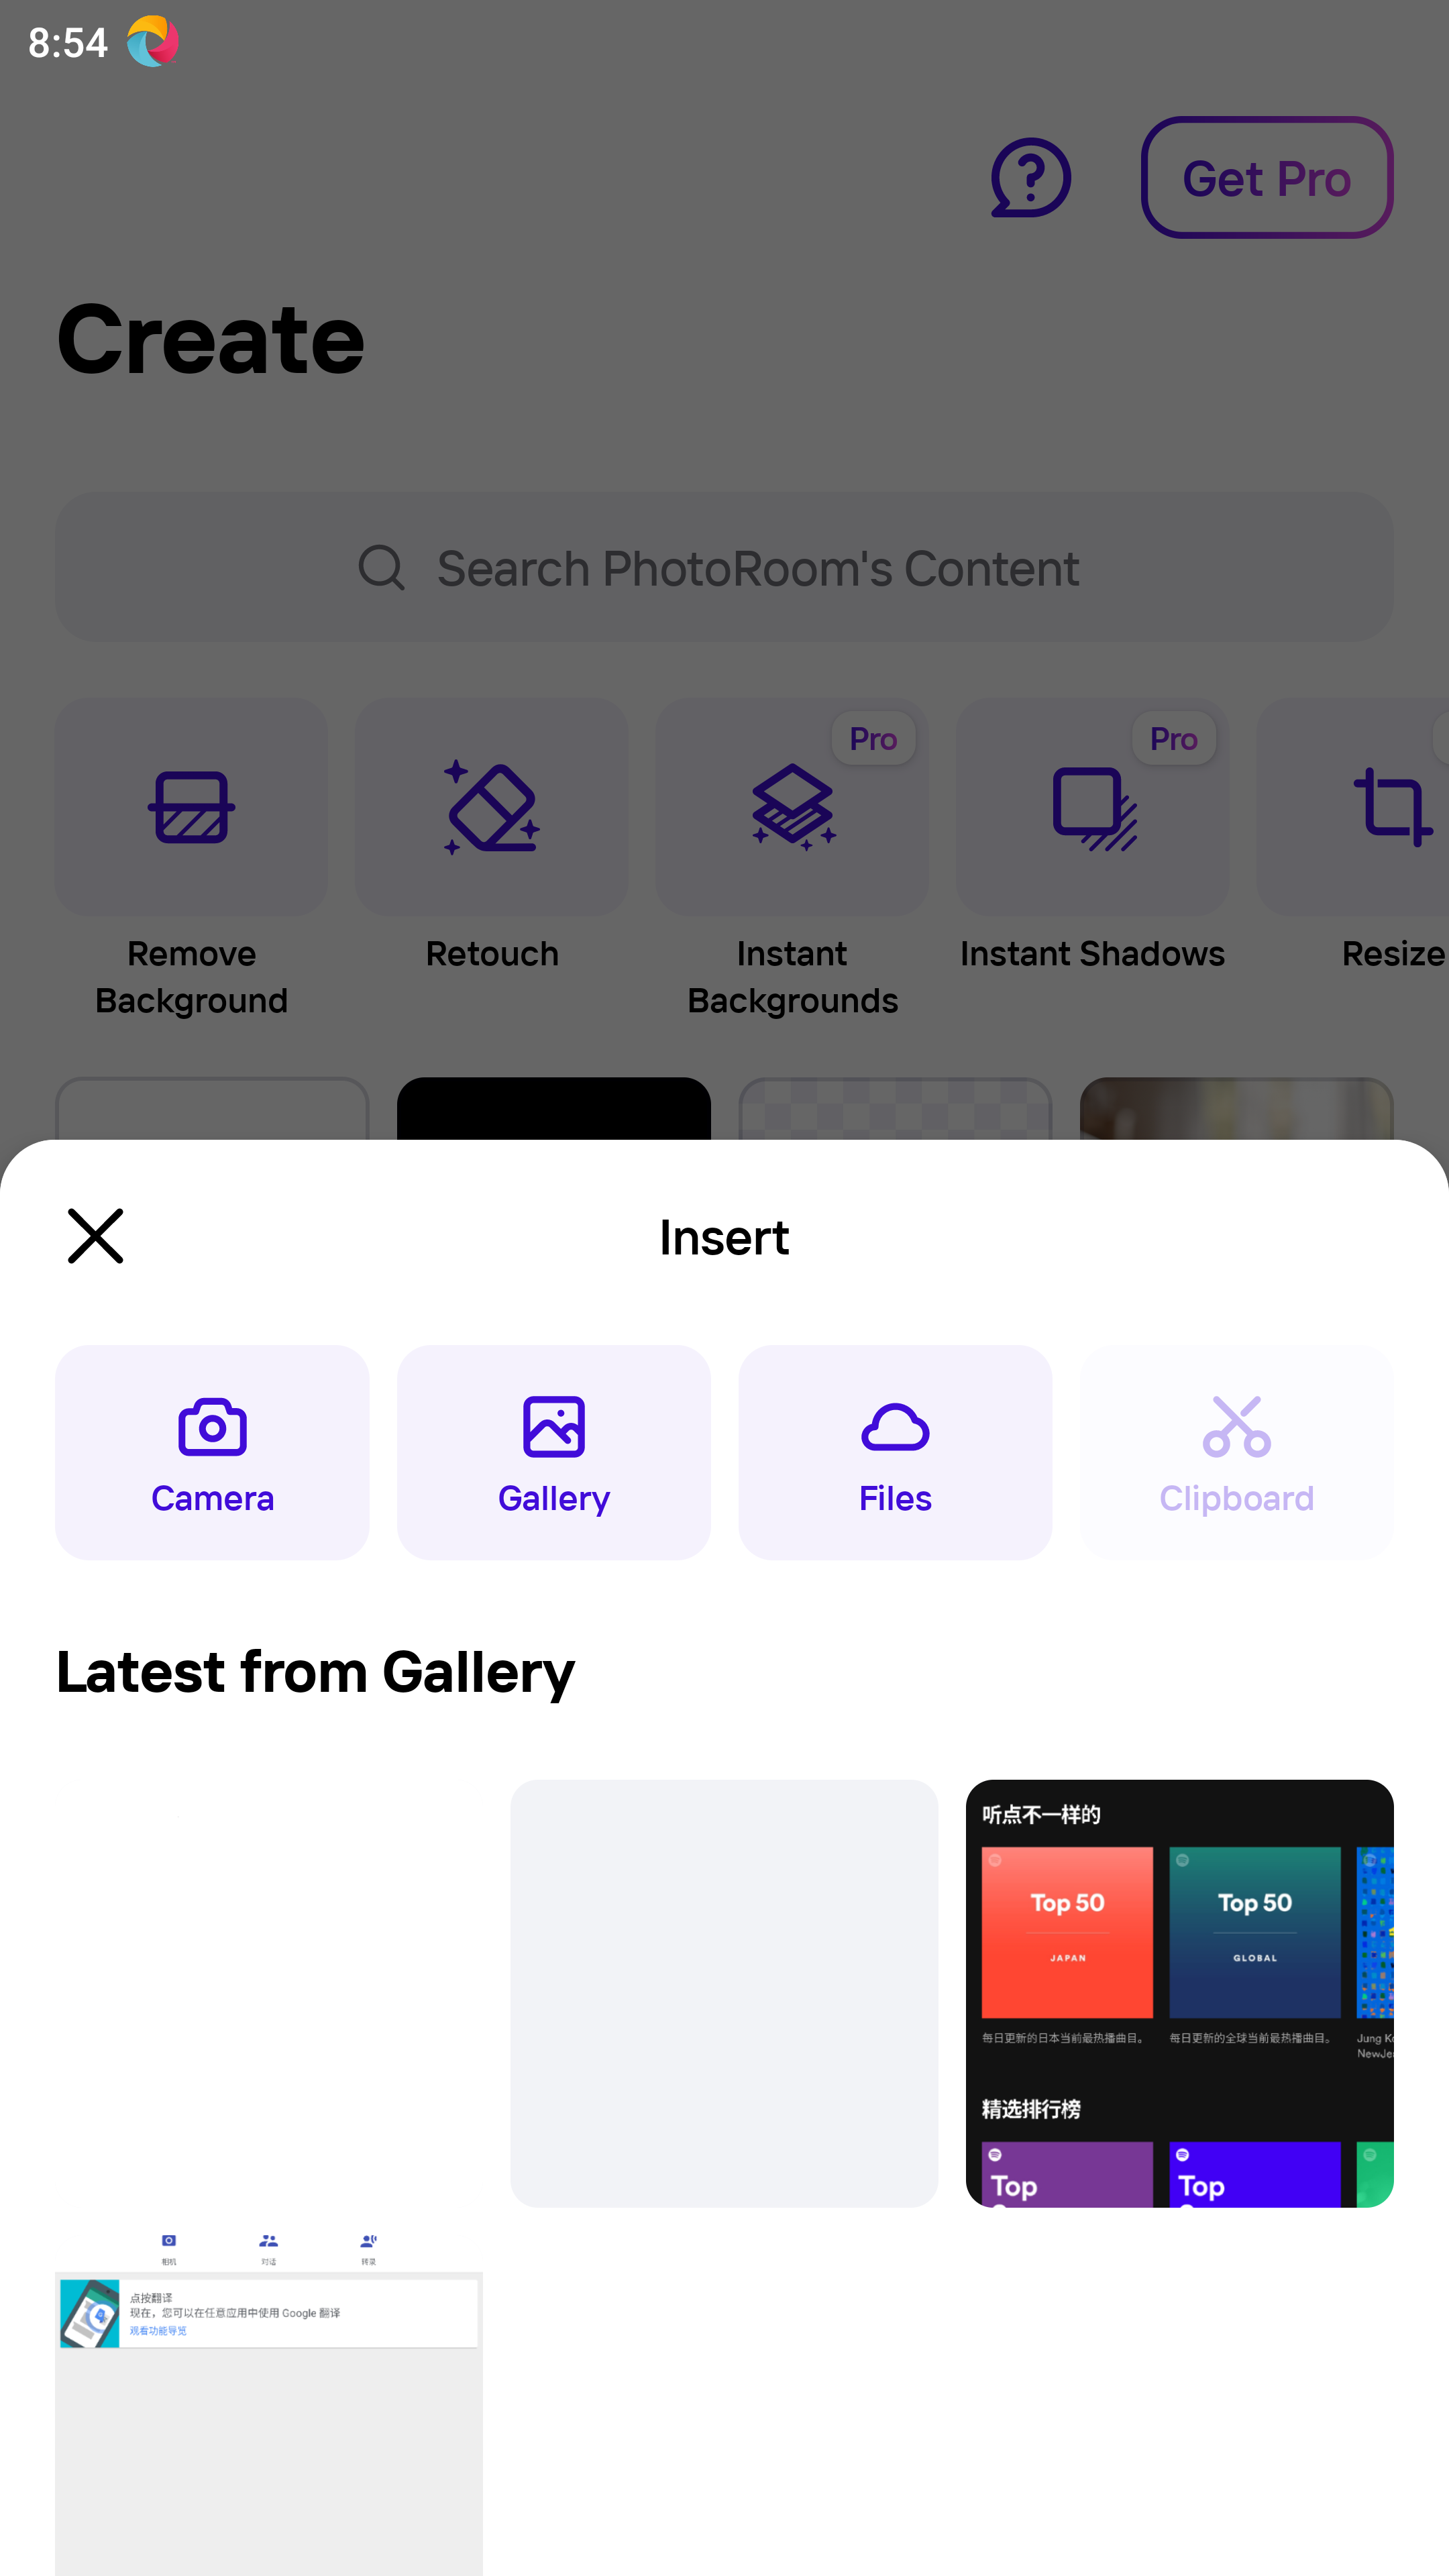 8:54
Get Pro
Create
Search PhotoRoom's Content
Pro
Pro
Remove
Background
Retouch
Instant
Backgrounds
Instant Shadows
Resize
Insert
Camera
Gallery
Files
Clipboard
Latest from Gallery
听点不一样的
Top 50
JAPAN
Top 50
GLOBAL
每日更新的日本当前最热播曲目。
每日更新的全球当前最热播曲目。
Jung
精选排行榜
Top
Top
相机
对话
转录
点按翻译
现在，您可以在任意应用中使用 Google 翻译
观看功能导览